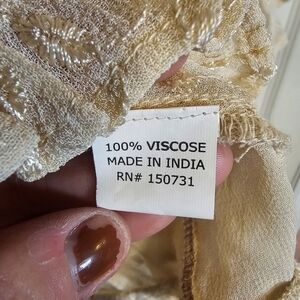 100% VISCOSE
MADE IN INDIA
RN# 150731